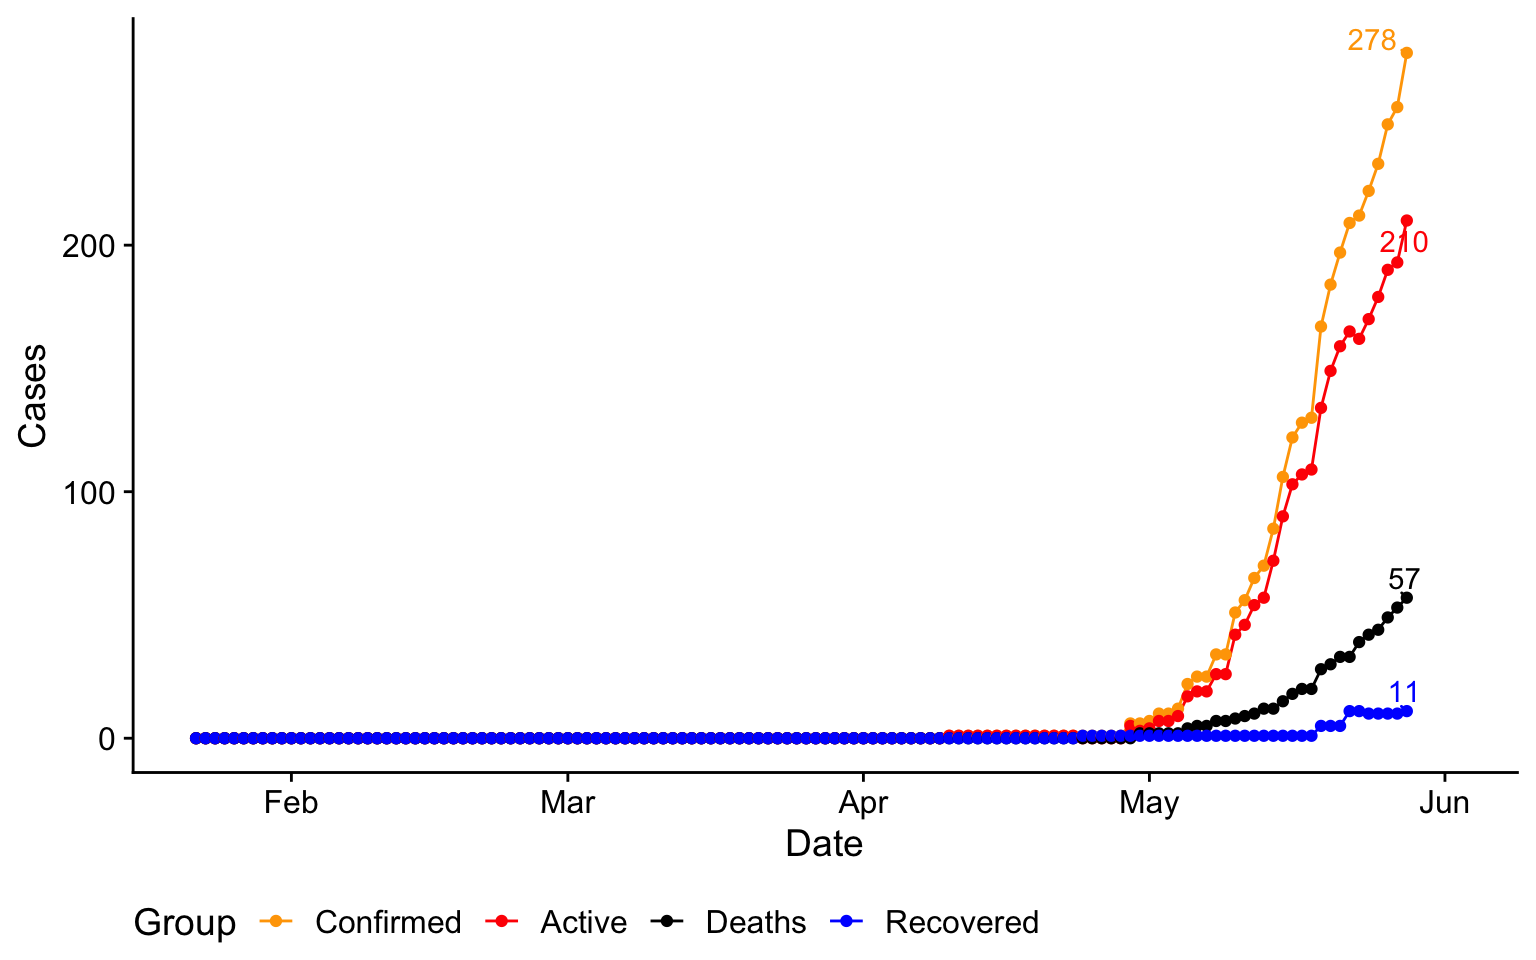 278
210
200
Cases
100
57
11
0
Feb Mar Apr May Jun
Date
Group Confirmed Active Deaths Recovered